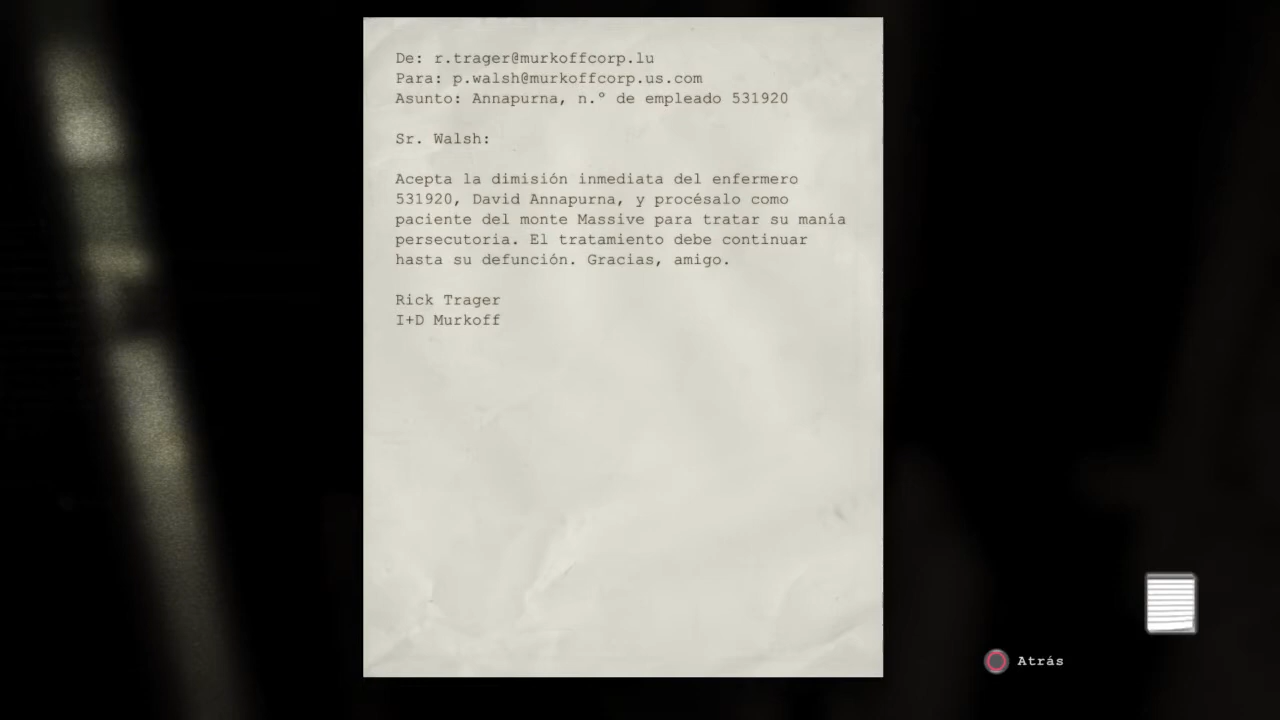 De: r.trager@murkoffcorp.lu
Para: p.walsh@murkoffcorp.us.com
Asunto: Annapurna, n.º de empleado 531920
Sr. Walsh:
Acepta la dimisión inmediata del enfermero
531920, David Annapurna, y procésalo como
paciente del monte Massive para tratar su manía
persecutoria. El tratamiento debe continuar
hasta su defunción. Gracias, amigo.
Rick Trager
I+D Murkoff
Atrás